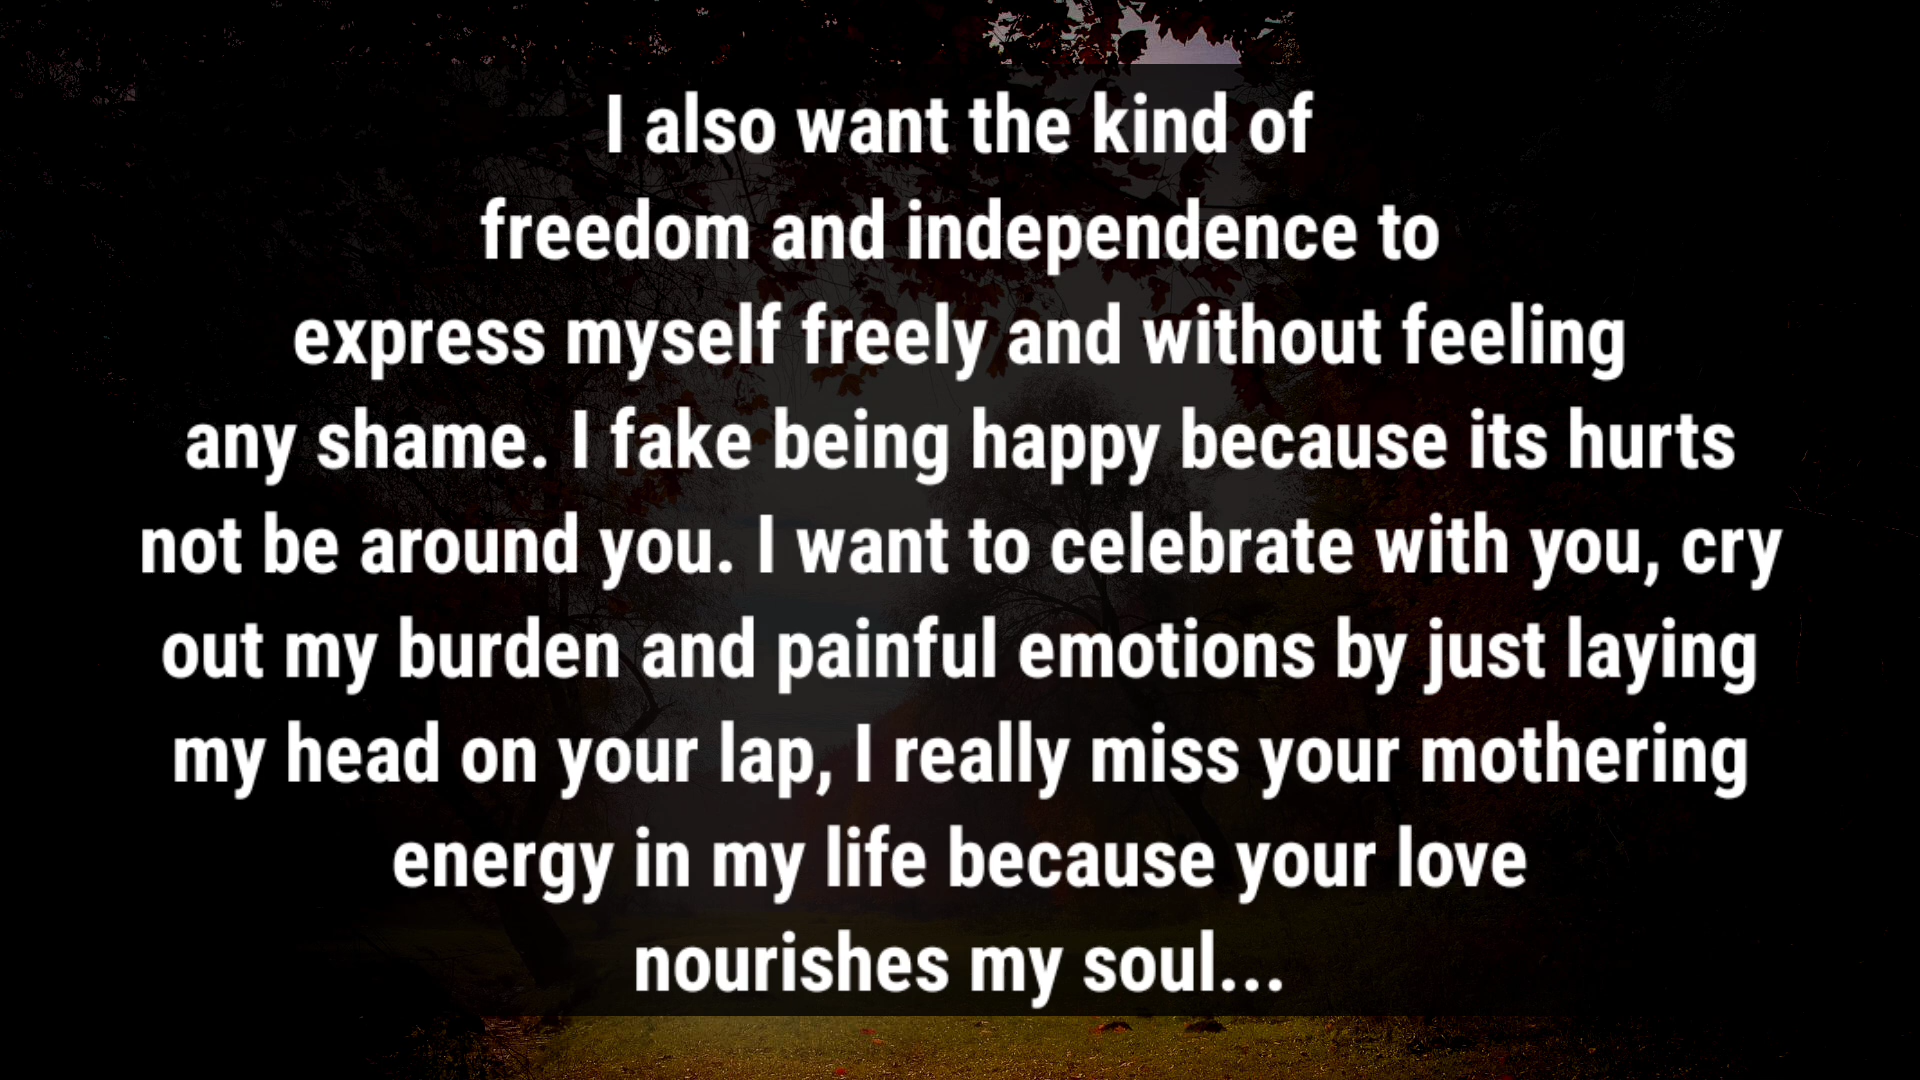 I also want the kind of
freedom and independence to
express myself freely and without feeling
any shame. I fake being happy because its hurts
not be around you. I want to celebrate with you, cry
out my burden and painful emotions by just laying
my head on your lap, I really miss your mothering
energy in my life because your love
nourishes my soul...